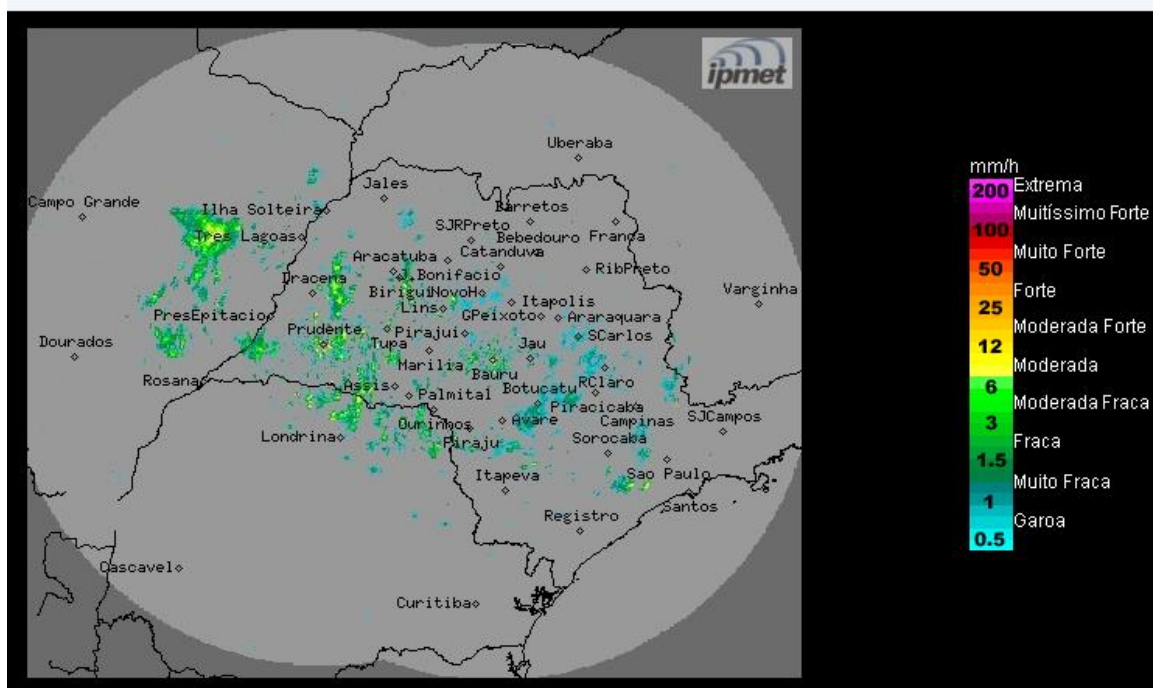 ipmet
Uberaba
Campo Grande
Jales
Ilha Solteira
Barretos
SJRPreto
Tres Lagoas
Bebedouro Franca
Catanduva
Aracatuba
J.Bonifacio
RibPreto
Dracena
Birigui NovoH
Varginha
Lins
Itapolis
PresEpitacio
GPeixoto Araraquara
Prudente
Pirajui
SCarlos
Dourados
Tupa
Jau
Marilia
Bauru
Rosana
Assis
Botucatu
RClaro
Palmital
Piracicaba
Ourinhos
Avare
Campinas
SJCampos
Londrina
Piraju
Sorocaba
Itapeva
Sao Paulo
Santos
Registro
Cascavel
Curitiba
mm/h
200 Extrema
Muitíssimo Forte
100
Muito Forte
50
Forte
25
Moderada Forte
12
Moderada
6
Moderada Fraca
3
Fraca
1.5
Muito Fraca
1
Garoa
0.5